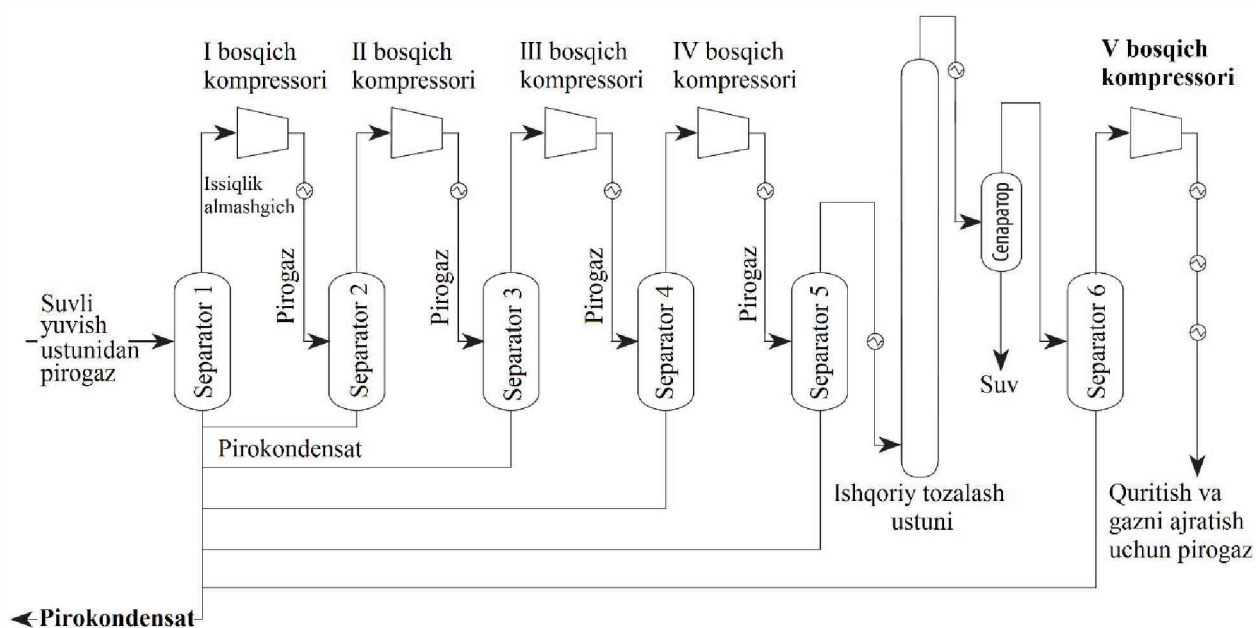 I bosqich
kompressori
II bosqich
kompressori
III bosqich
kompressori
IV bosqich
kompressori
V bosqich
kompressori
Issiqlik
almashgich
Pirogaz
Pirogaz
Pirogaz
Pirogaz
Suvli
yuvish
ustunidan
pirogaz
Separator 1
Separator 2
Separator 3
Separator 4
Separator 5
Сепаратор
Separator 6
Suv
Pirokondensat
Ishqoriy tozalash
ustuni
Quritish va
gazni ajratish
uchun pirogaz
Pirokondensat